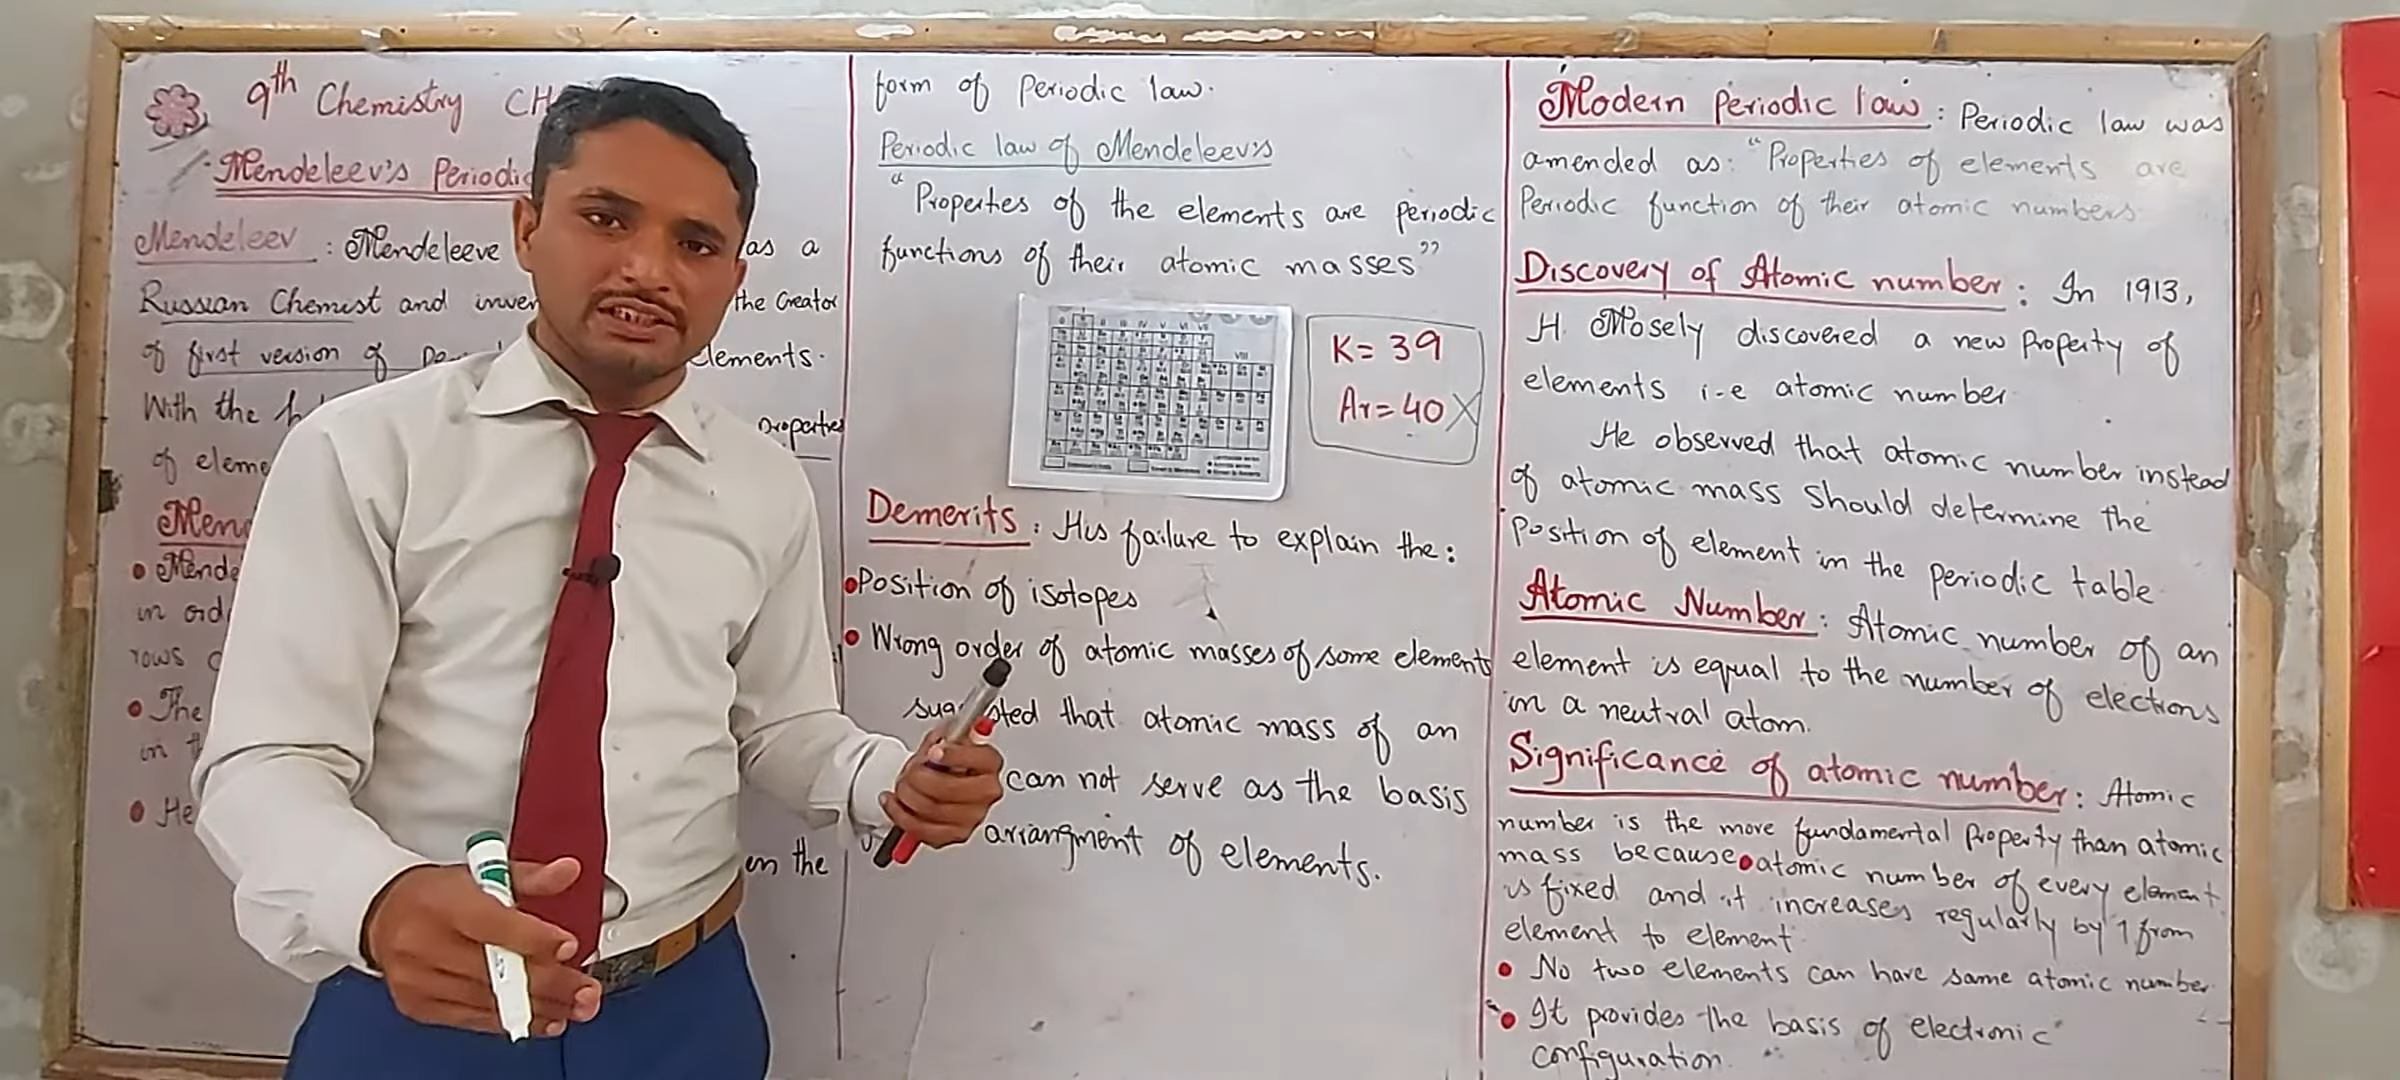 9th Chemistry CH
Mendeleev's Periodic
Mendeleev : Mendeleeve as a
Russian Chemist and inven the Creator
of first version of Pe elements.
With the h properties
of eleme
Mend
• Mende
in ord
rows
• The
in th
• He
in the
form of Periodic law.
Periodic law of Mendeleev's
"Properties of the elements are periodic
functions of their atomic masses"
K = 39
Ar = 40 X
Demerits : His failure to explain the :
• Position of isotopes
• Wrong order of atomic masses of some elements
sugg sted that atomic mass of an
can not serve as the basis
arrangment of elements.
Modern Periodic law : Periodic law was
amended as: "Properties of elements are
Periodic function of their atomic numbers
Discovery of Atomic number : In 1913,
H. Mosely discovered a new Property of
elements i-e atomic number
He observed that atomic number instead
of atomic mass should determine the
Position of element in the periodic table
Atomic Number : Atomic number of an
element is equal to the number of electrons
in a neutral atom.
Significance of atomic number : Atomic
number is the more fundamental Property than atomic
mass because • atomic number of every element
is fixed and it increases regularly by 1 from
element to element
• No two elements can have same atomic number
• It provides the basis of electronic
configuration